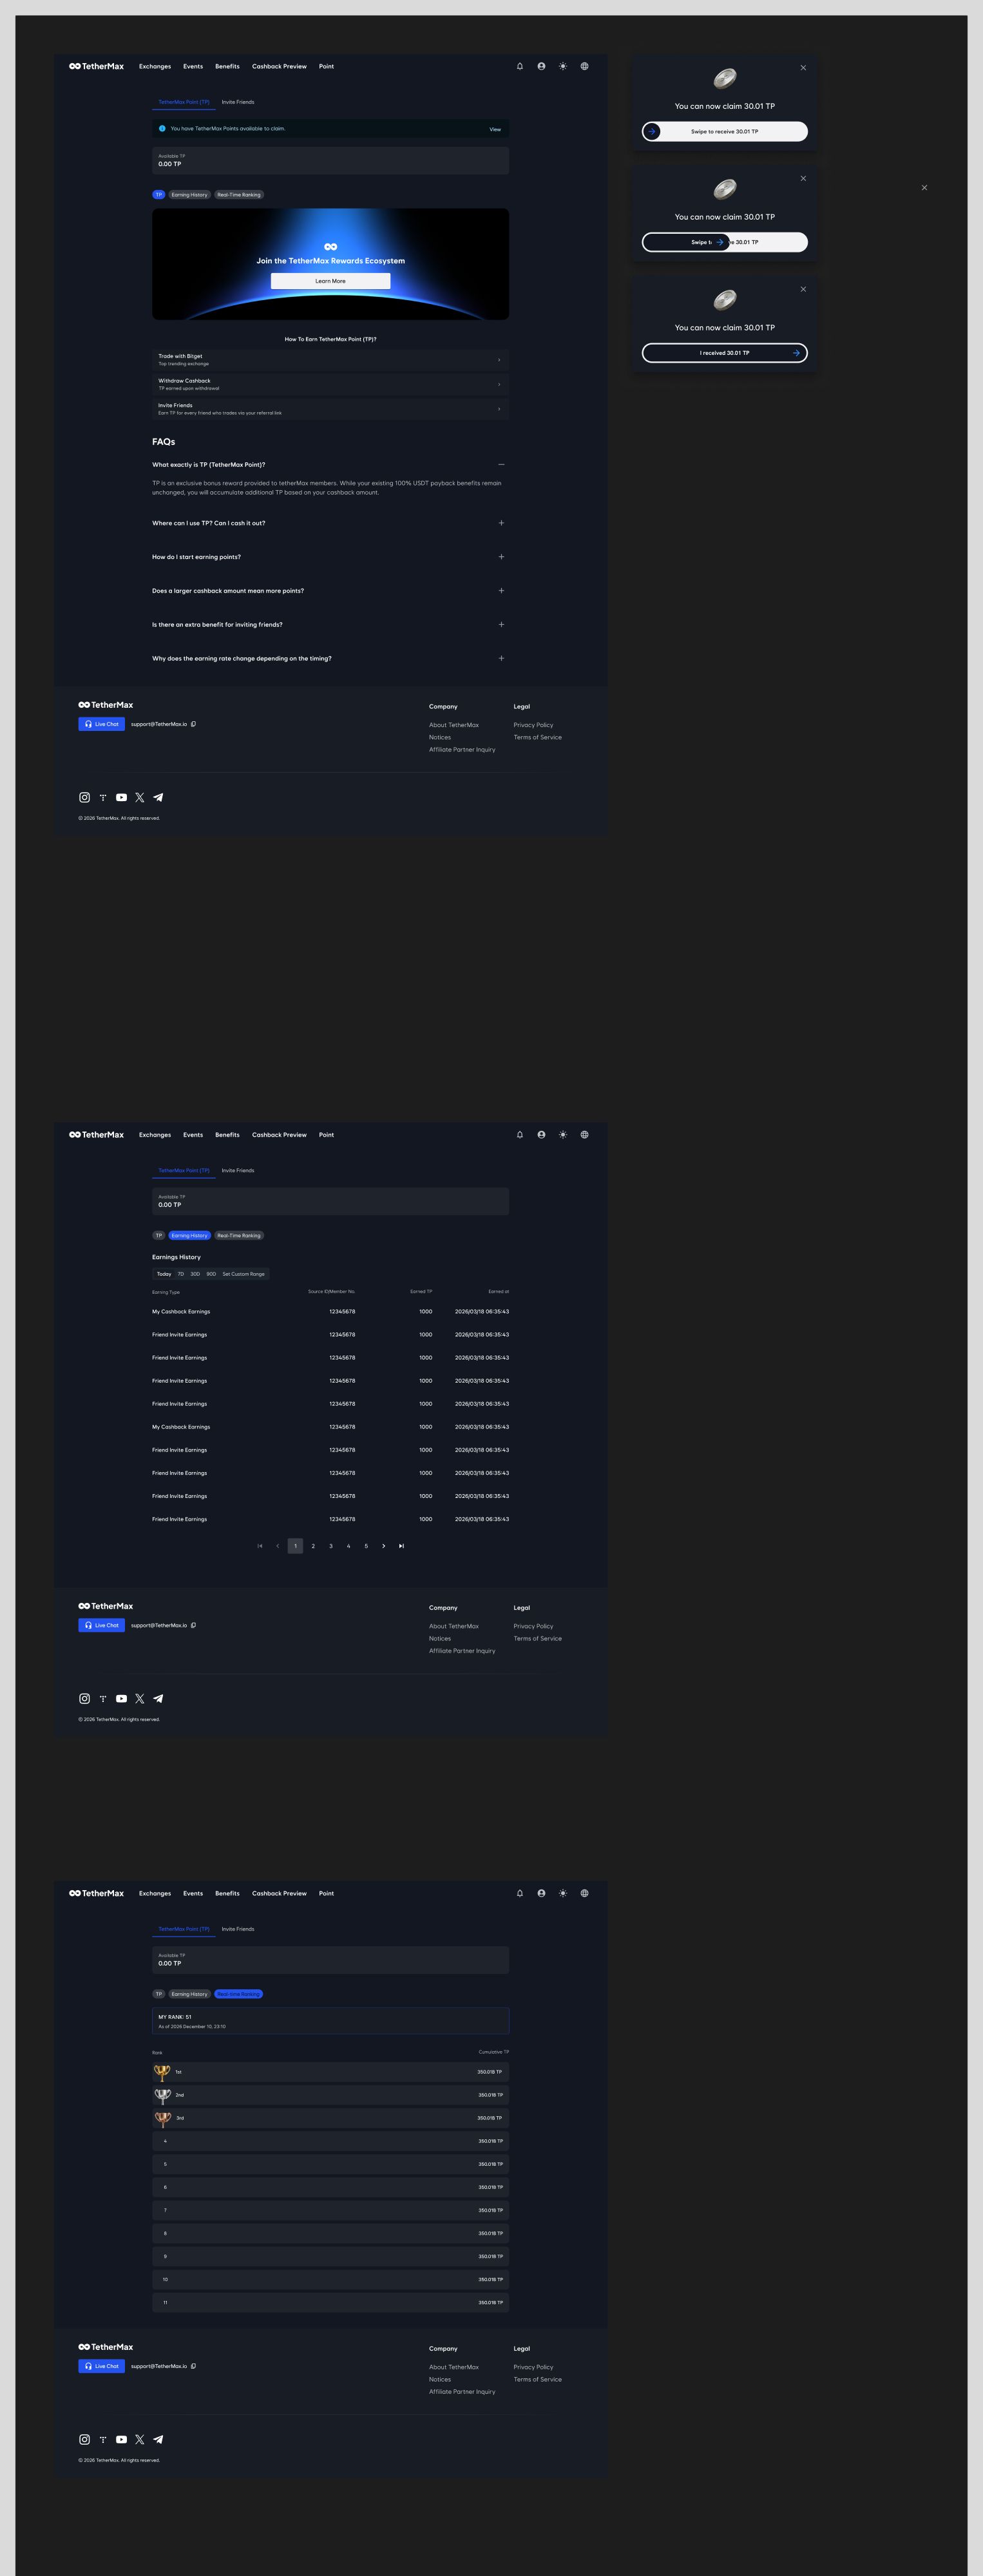 TetherMax Exchanges Events Benefits Cashback Preview Point
TetherMax Point (TP) Invite Friends
You have TetherMax Points available to claim. View
Available TP
0.00 TP
TP Earning History Real-Time Ranking
Join the TetherMax Rewards Ecosystem
Learn More
How To Earn TetherMax Point (TP)?
Trade with Bitget
Top trending exchange
Withdraw Cashback
TP earned upon withdrawal
Invite Friends
Earn TP for every friend who trades via your referral link
FAQs
What exactly is TP (TetherMax Point)?
TP is an exclusive bonus reward provided to tetherMax members. While your existing 100% USDT payback benefits remain
unchanged, you will accumulate additional TP based on your cashback amount.
Where can I use TP? Can I cash it out?
How do I start earning points?
Does a larger cashback amount mean more points?
Is there an extra benefit for inviting friends?
Why does the earning rate change depending on the timing?
TetherMax
Live Chat support@TetherMax.io
Company Legal
About TetherMax Privacy Policy
Notices Terms of Service
Affiliate Partner Inquiry
© 2026 TetherMax. All rights reserved.
You can now claim 30.01 TP
Swipe to receive 30.01 TP
You can now claim 30.01 TP
Swipe 30.01 TP
You can now claim 30.01 TP
I received 30.01 TP
TetherMax Exchanges Events Benefits Cashback Preview Point
TetherMax Point (TP) Invite Friends
Available TP
0.00 TP
TP Earning History Real-Time Ranking
Earnings History
Today 7D 30D 90D Set Custom Range
Earning Type Source ID/Member No. Earned TP Earned at
My Cashback Earnings 12345678 1000 2026/03/18 06:35:43
Friend Invite Earnings 12345678 1000 2026/03/18 06:35:43
Friend Invite Earnings 12345678 1000 2026/03/18 06:35:43
Friend Invite Earnings 12345678 1000 2026/03/18 06:35:43
Friend Invite Earnings 12345678 1000 2026/03/18 06:35:43
My Cashback Earnings 12345678 1000 2026/03/18 06:35:43
Friend Invite Earnings 12345678 1000 2026/03/18 06:35:43
Friend Invite Earnings 12345678 1000 2026/03/18 06:35:43
Friend Invite Earnings 12345678 1000 2026/03/18 06:35:43
Friend Invite Earnings 12345678 1000 2026/03/18 06:35:43
1 2 3 4 5
TetherMax
Live Chat support@TetherMax.io
Company Legal
About TetherMax Privacy Policy
Notices Terms of Service
Affiliate Partner Inquiry
© 2026 TetherMax. All rights reserved.
TetherMax Exchanges Events Benefits Cashback Preview Point
TetherMax Point (TP) Invite Friends
Available TP
0.00 TP
TP Earning History Real-time Ranking
MY RANK: 51
As of 2026 December 10, 23:10
Rank Cumulative TP
1st 350.018 TP
2nd 350.018 TP
3rd 350.018 TP
4 350.018 TP
5 350.018 TP
6 350.018 TP
7 350.018 TP
8 350.018 TP
9 350.018 TP
10 350.018 TP
11 350.018 TP
TetherMax
Live Chat support@TetherMax.io
Company Legal
About TetherMax Privacy Policy
Notices Terms of Service
Affiliate Partner Inquiry
© 2026 TetherMax. All rights reserved.